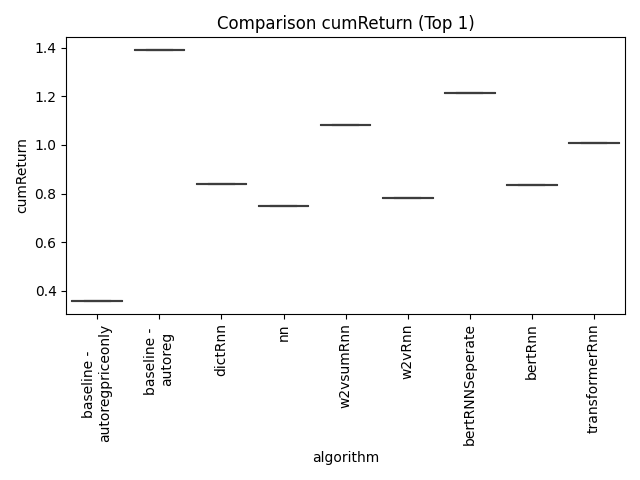 Comparison cumReturn (Top 1)
cumReturn
1.4
1.2
1.0
0.8
0.6
0.4
baseline -
autoregpriceonly
baseline -
autoreg
dictRnn
nn
w2vsumRnn
w2vRnn
bertRNNSeperate
bertRnn
transformerRnn
algorithm